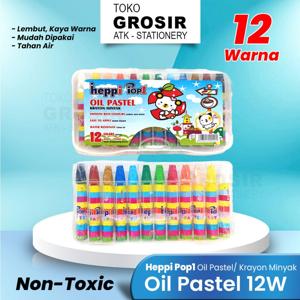 TOKO
GROSIR
ATK - STATIONERY
12
Warna
- Lembut, Kaya Warna
- Mudah Dipakai
- Tahan Air
heppi Pop1
OIL PASTEL
KRAYON MINYAK
12
Non-Toxic
Heppi Pop1 Oil Pastel/ Krayon Minyak
Oil Pastel 12W